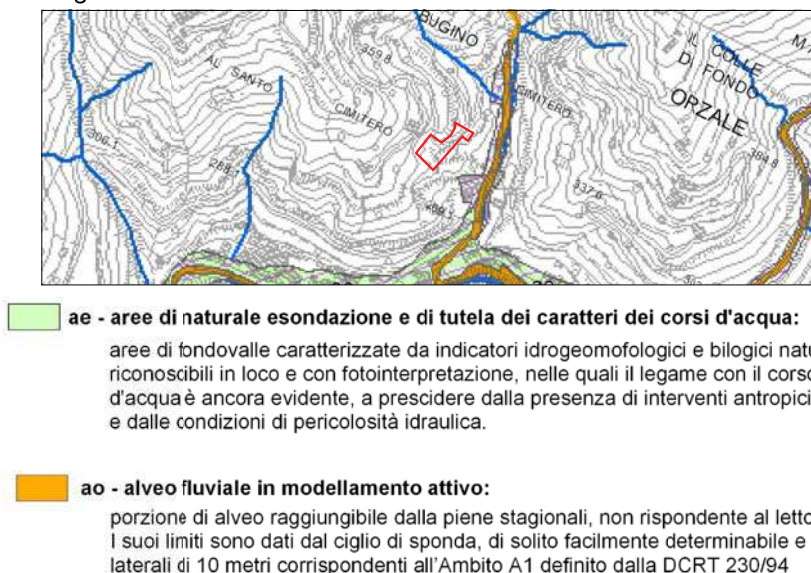 BUGINO
359.8
AL SANTO
CIMITERO
CIMITERO
IL COLLE
DI FONDO
ORZALE
306.1
288.1
337.6
384.8
ae - aree di naturale esondazione e di tutela dei caratteri dei corsi d'acqua:
aree di fondovalle caratterizzate da indicatori idrogeomofologici e bilogici natu
riconoscibili in loco e con fotointerpretazione, nelle quali il legame con il corso
d'acqua è ancora evidente, a prescidere dalla presenza di interventi antropici
e dalle condizioni di pericolosità idraulica.
ao - alveo fluviale in modellamento attivo:
porzione di alveo raggiungibile dalla piene stagionali, non rispondente al letto
I suoi limiti sono dati dal ciglio di sponda, di solito facilmente determinabile e
laterali di 10 metri corrispondenti all'Ambito A1 definito dalla DCRT 230/94